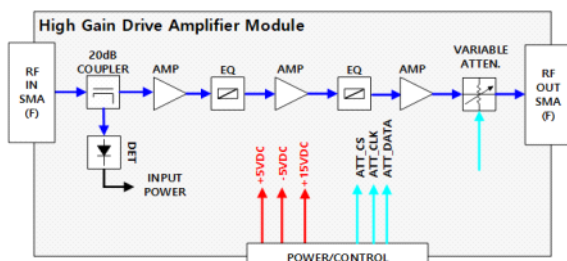 High Gain Drive Amplifier Module
RF
IN
SMA
(F)
20dB
COUPLER
AMP
EQ
AMP
EQ
AMP
VARIABLE
ATTEN.
RF
OUT
SMA
(F)
DET
INPUT
POWER
+5VDC
-5VDC
+15VDC
ATT_CS
ATT_CLK
ATT_DATA
POWER/CONTROL